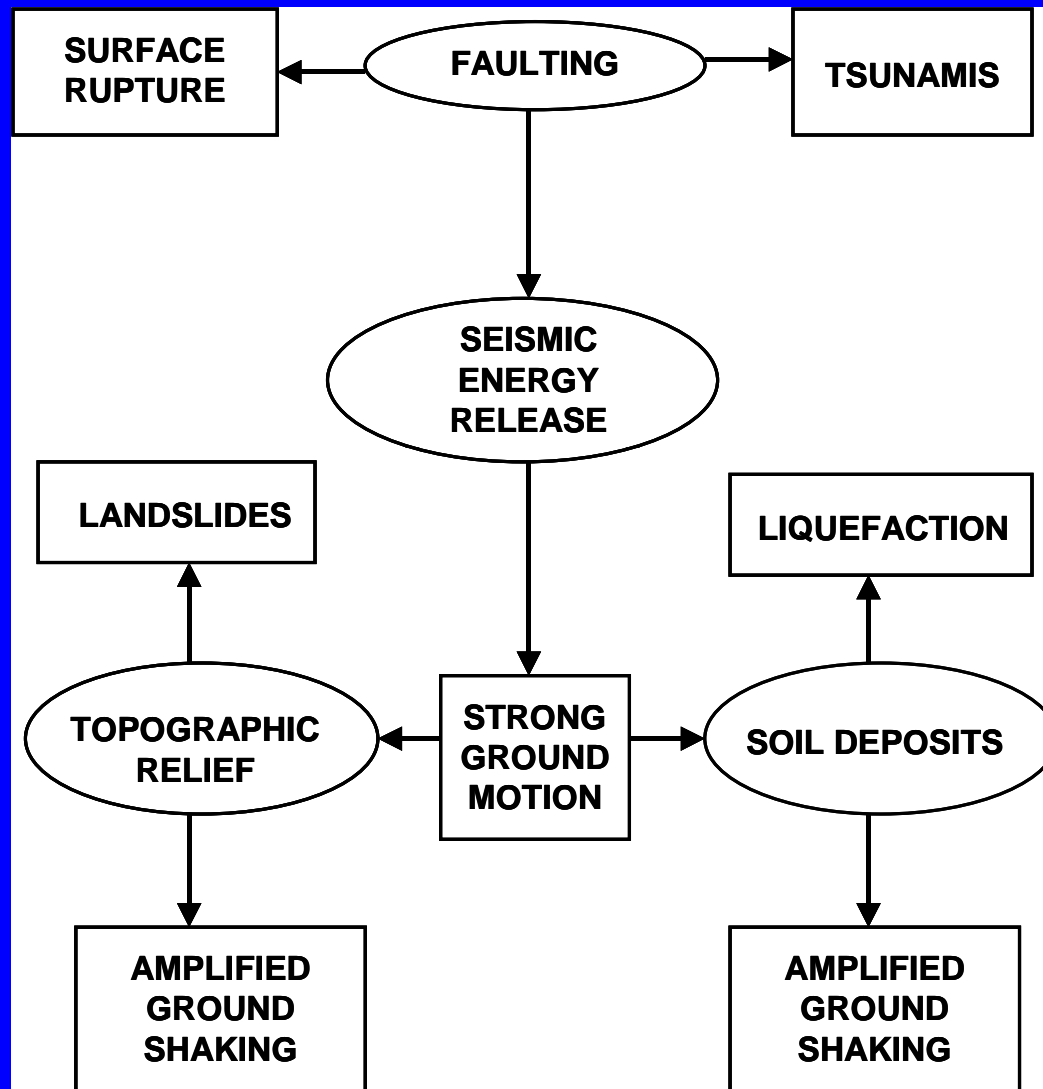 SURFACE
RUPTURE
FAULTING
TSUNAMIS
SEISMIC
ENERGY
RELEASE
LANDSLIDES
LIQUEFACTION
TOPOGRAPHIC
RELIEF
STRONG
GROUND
MOTION
SOIL DEPOSITS
AMPLIFIED
GROUND
SHAKING
AMPLIFIED
GROUND
SHAKING